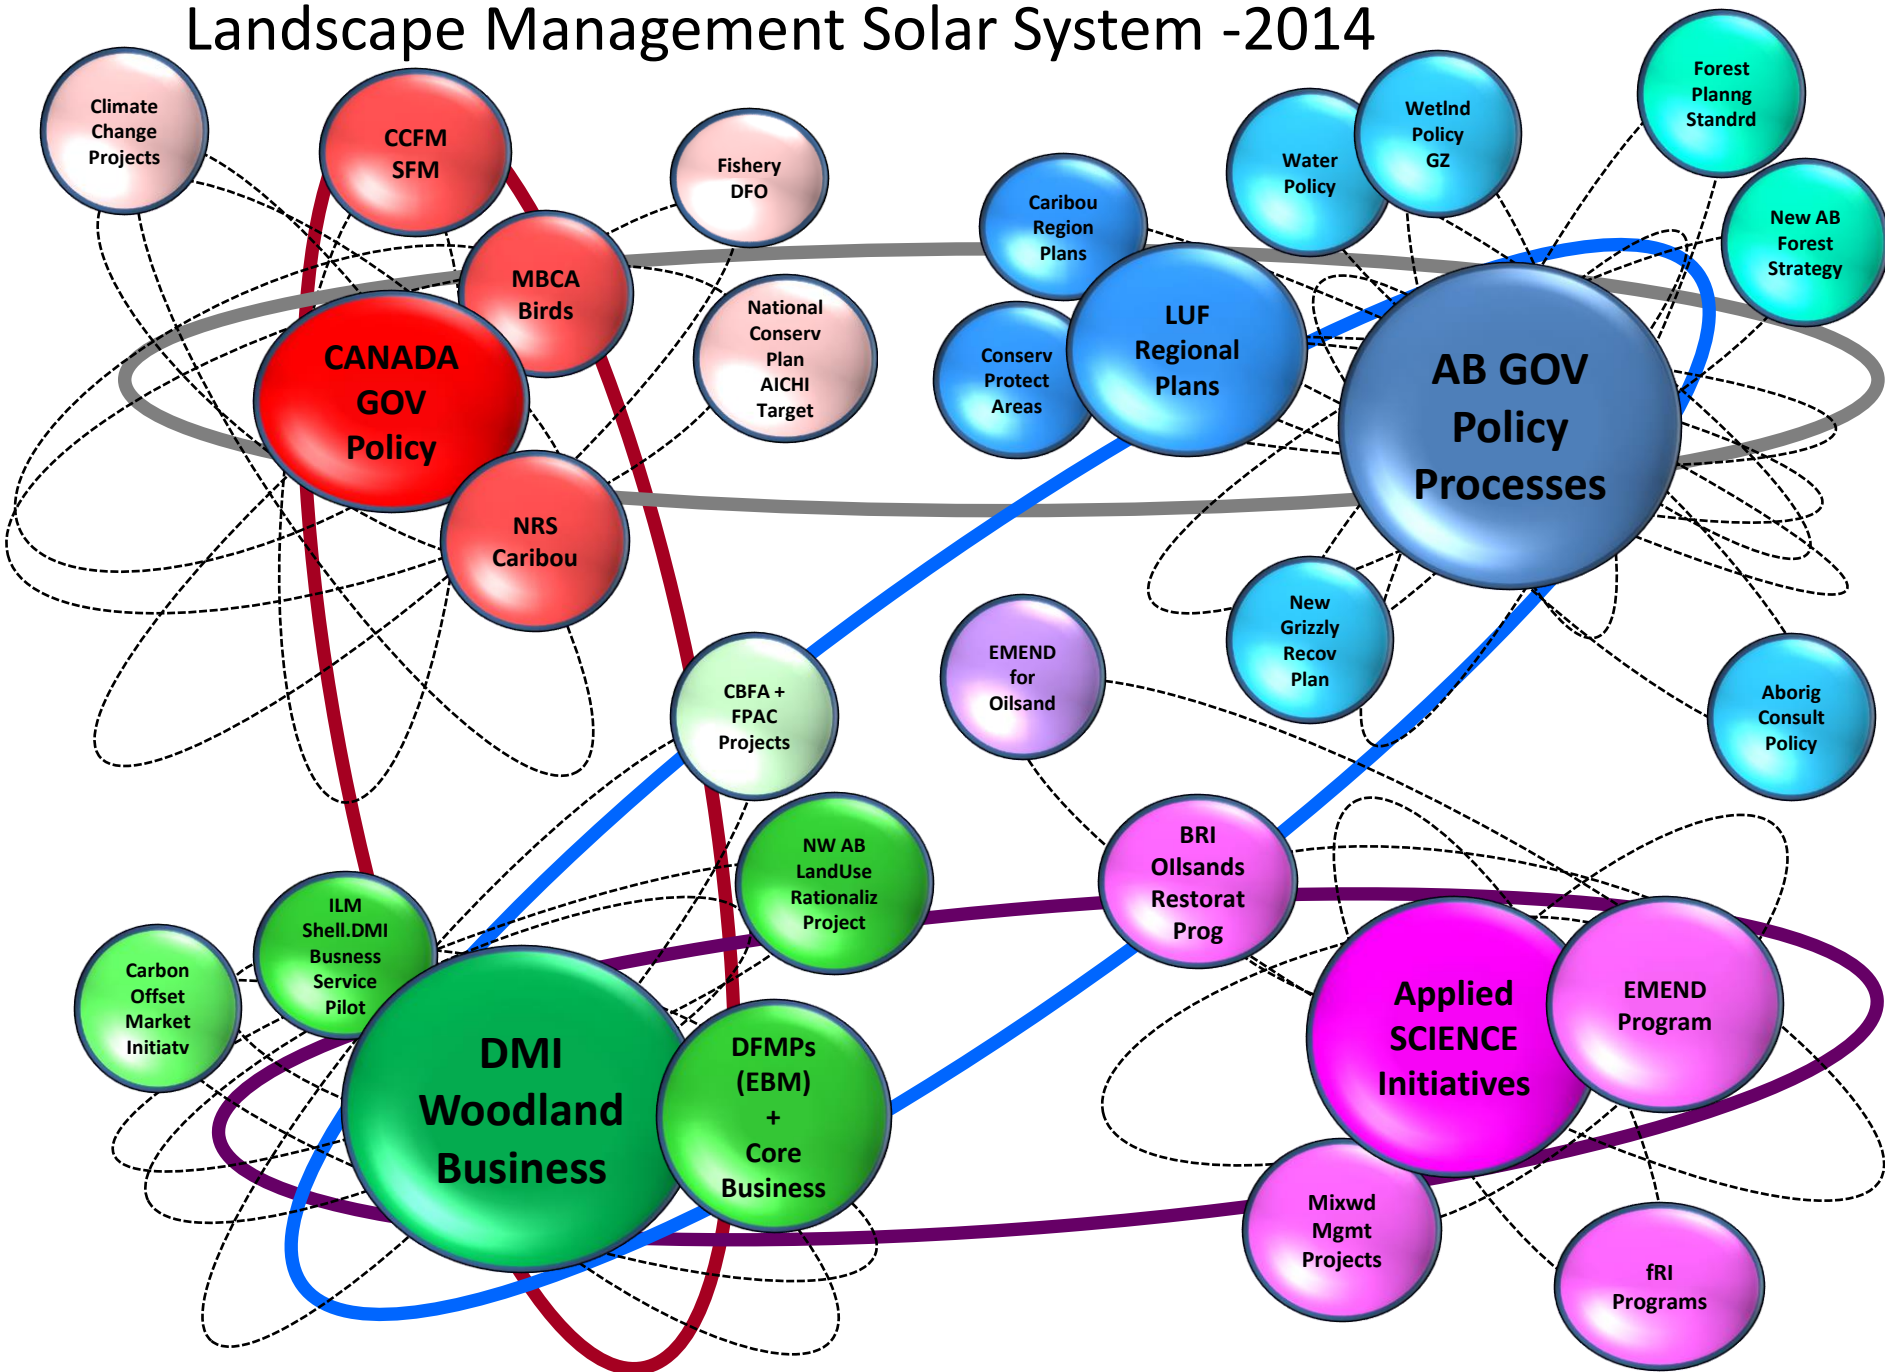 Landscape Management Solar System -2014
Climate
Change
Projects
CCFM
SFM
Fishery
DFO
MBCA
Birds
National
Conserv
Plan
AICHI
Target
CANADA
GOV
Policy
NRS
Caribou
Caribou
Region
Plans
Conserv
Protect
Areas
LUF
Regional
Plans
Water
Policy
Wetlnd
Policy
GZ
Forest
Planng
Standrd
New AB
Forest
Strategy
AB GOV
Policy
Processes
New
Grizzly
Recov
Plan
Aborig
Consult
Policy
CBFA +
FPAC
Projects
EMEND
for
Oilsand
NW AB
LandUse
Rationaliz
Project
ILM
Shell.DMI
Busness
Service
Pilot
Carbon
Offset
Market
Initiatv
DMI
Woodland
Business
DFMPs
(EBM)
+
Core
Business
BRI
OIlsands
Restorat
Prog
Applied
SCIENCE
Initiatives
EMEND
Program
Mixwd
Mgmt
Projects
fRI
Programs